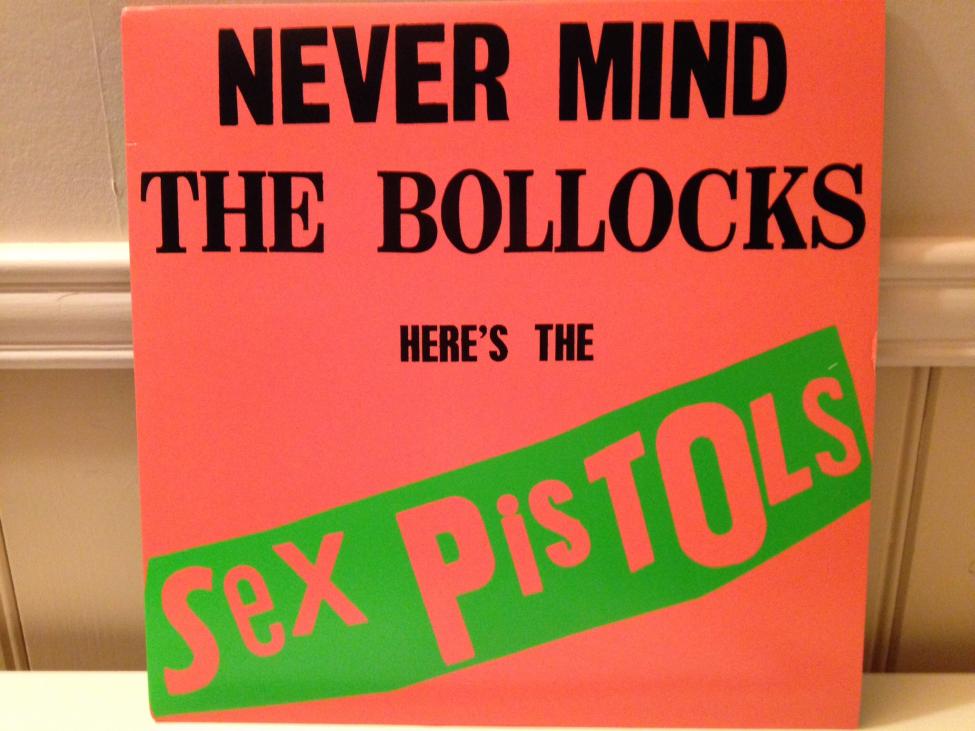 NEVER MIND
THE BOLLOCKS
HERE'S THE
Sex PisTOLs